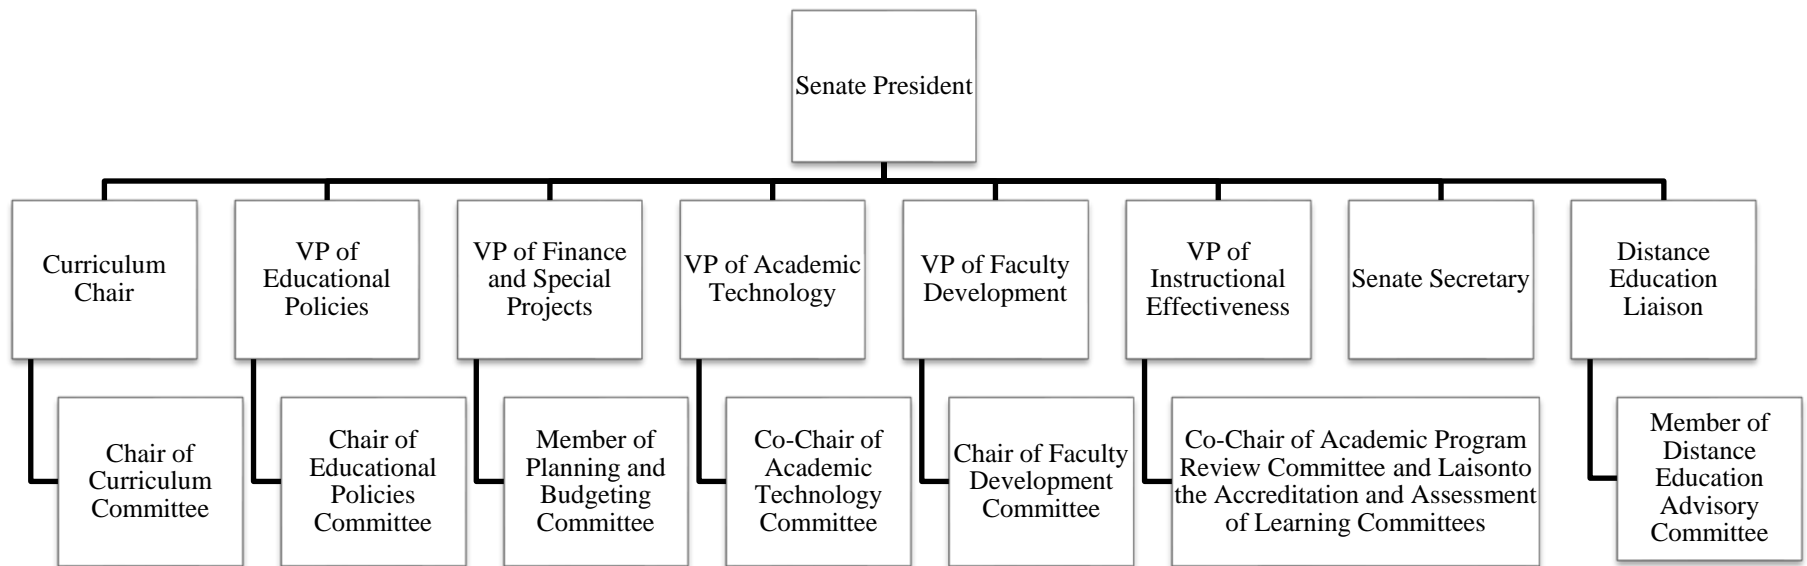 Senate President
Curriculum
Chair
VP of
Educational
Policies
VP of Finance
and Special
Projects
VP of Academic
Technology
VP of Faculty
Development
VP of
Instructional
Effectiveness
Senate Secretary
Distance
Education
Liaison
Chair of
Curriculum
Committee
Chair of
Educational
Policies
Committee
Member of
Planning and
Budgeting
Committee
Co-Chair of
Academic
Technology
Committee
Chair of Faculty
Development
Committee
Co-Chair of Academic Program
Review Committee and Laisonto
the Accreditation and Assessment
of Learning Committees
Member of
Distance
Education
Advisory
Committee